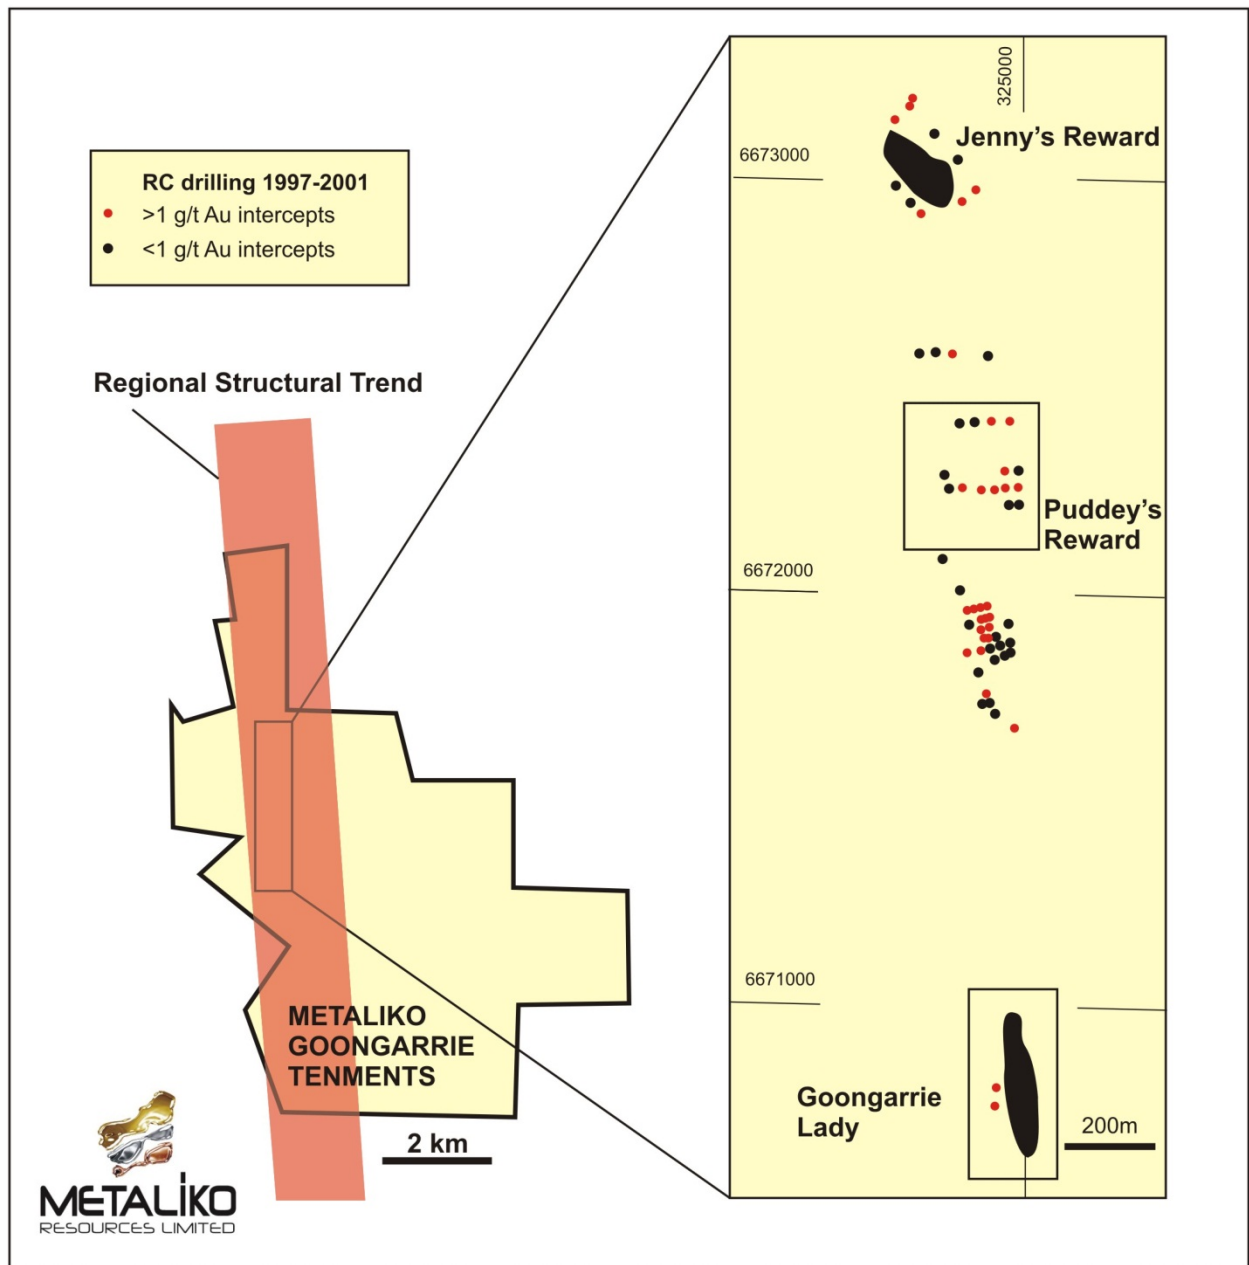 RC drilling 1997-2001
>1 g/t Au intercepts
<1 g/t Au intercepts
Regional Structural Trend
METALIKO
GOONGARRIE
TENMENTS
2 km
METALIKO
RESOURCES LIMITED
325000
Jenny's Reward
6673000
Puddey's
Reward
6672000
6671000
Goongarrie
Lady
200m